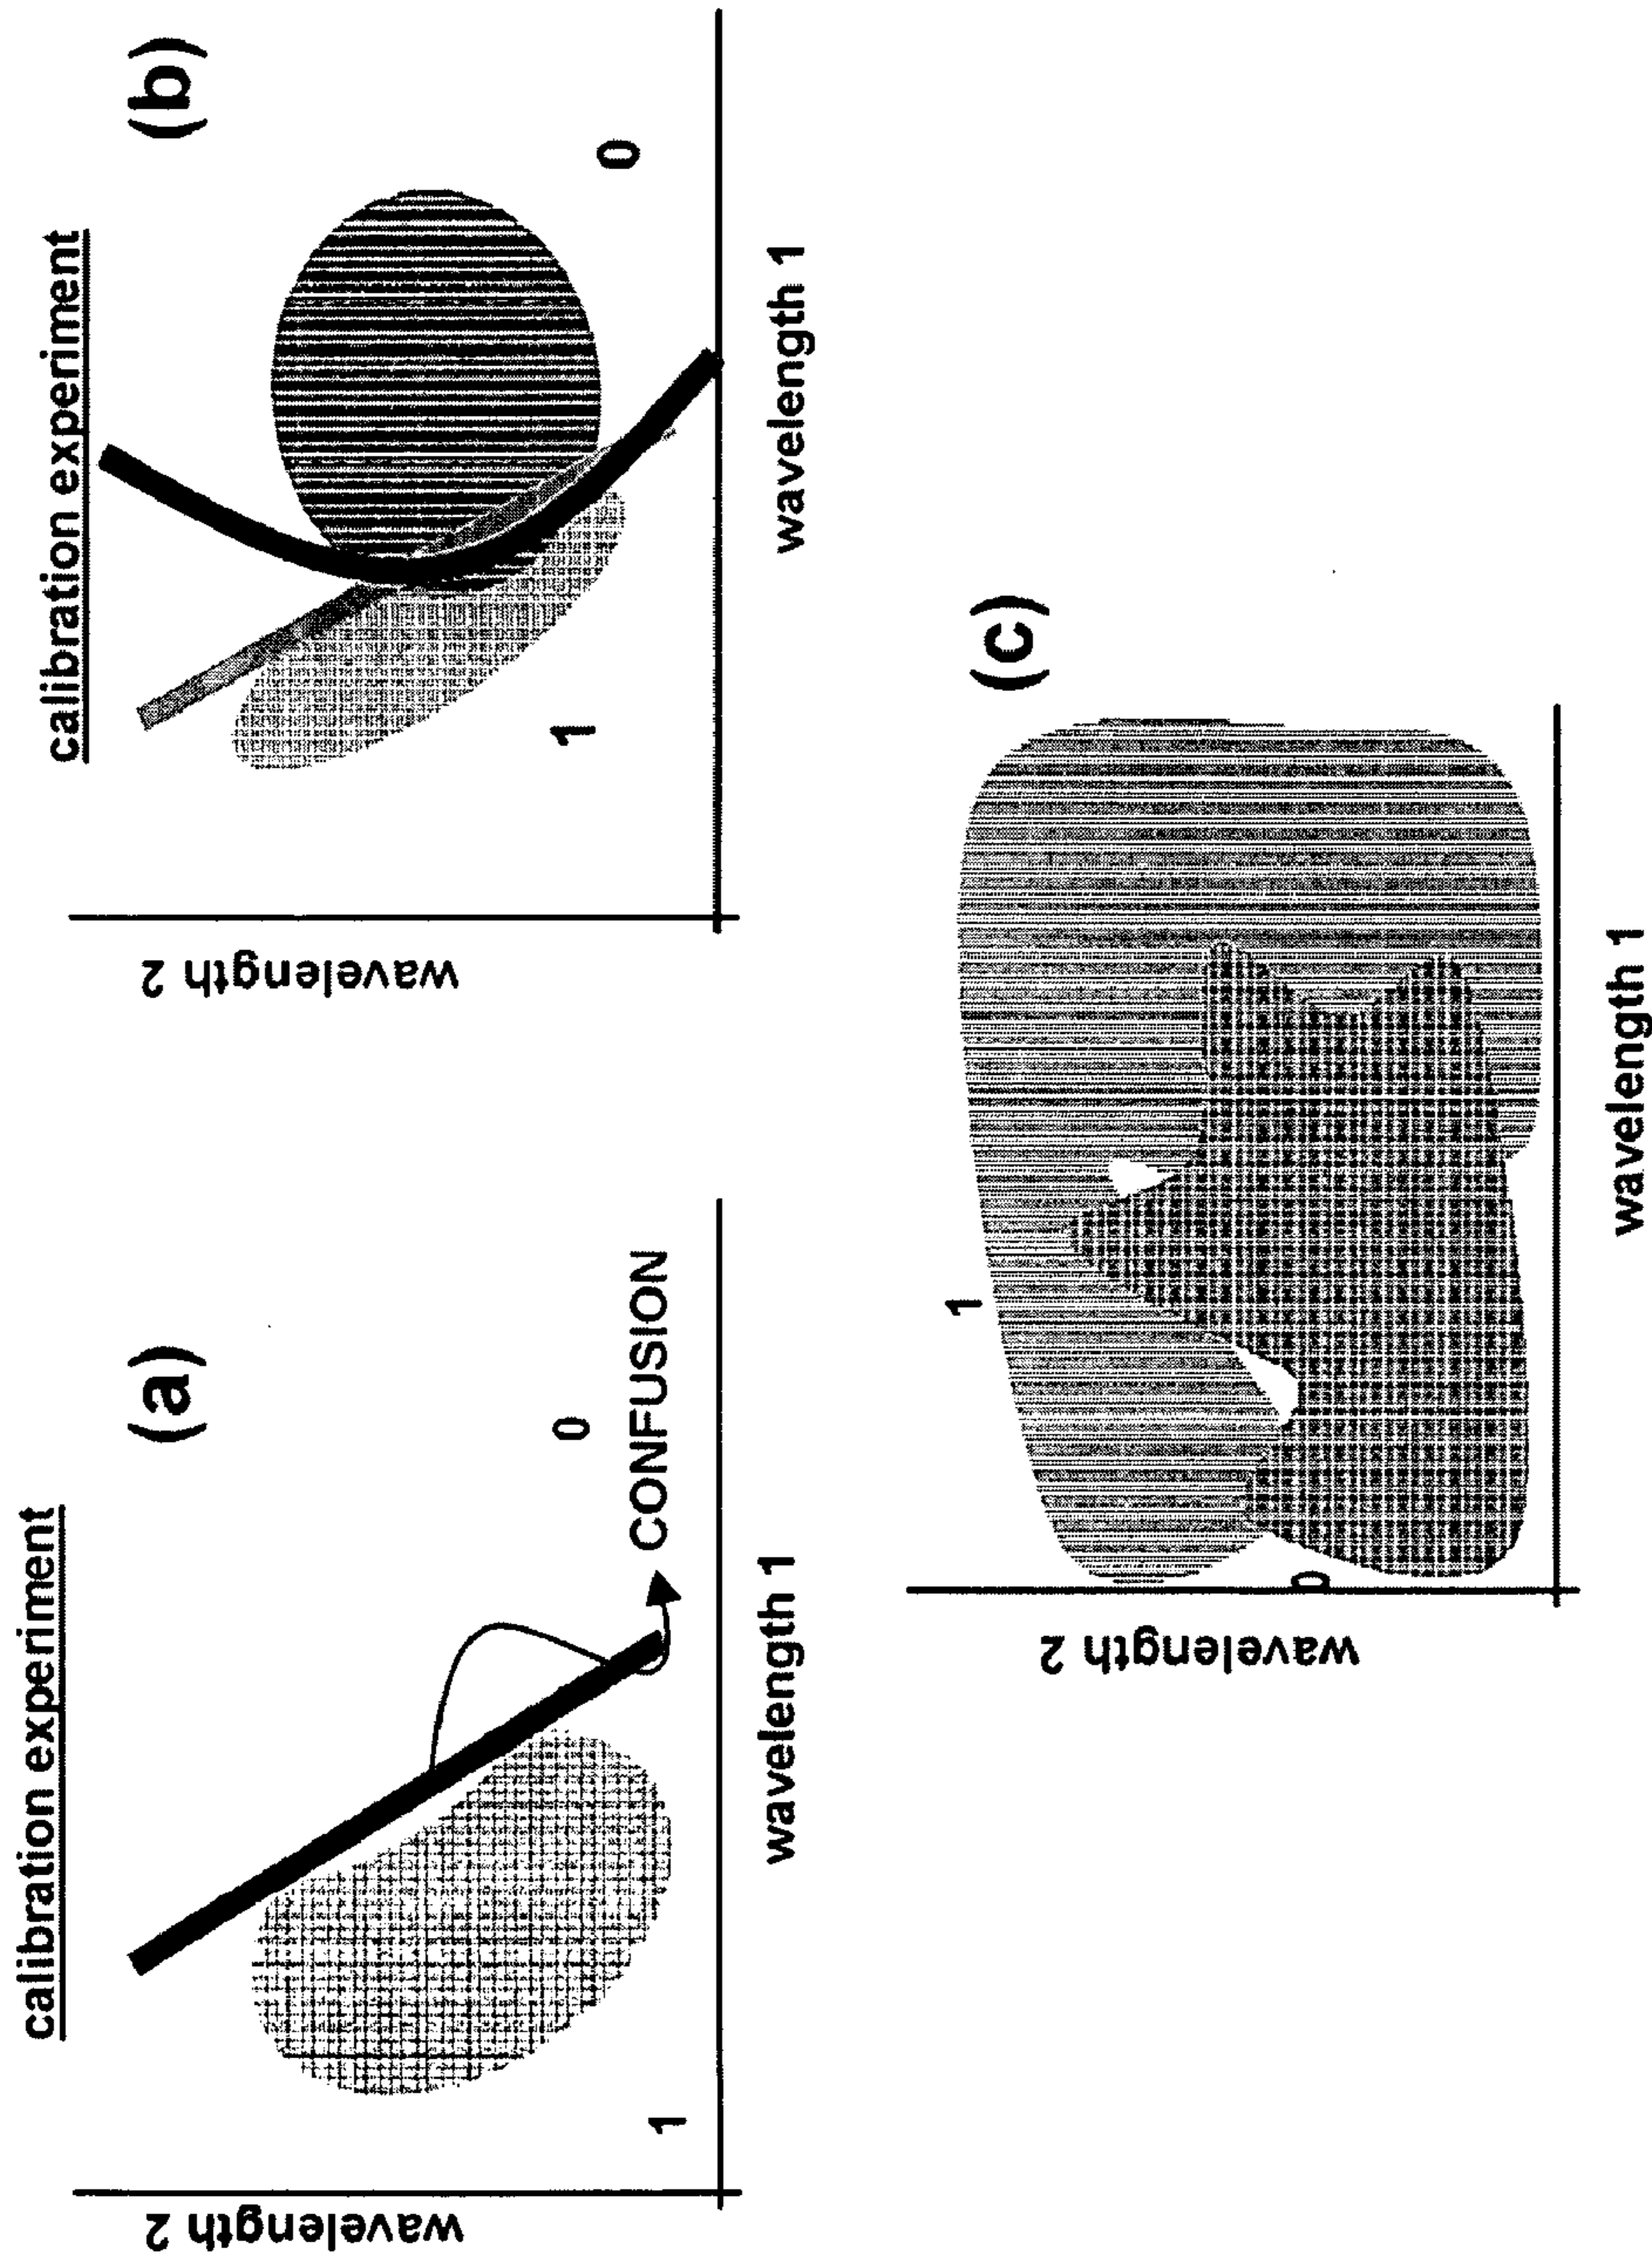 calibration experiment
(a)
wavelength 2
1
0
CONFUSION
wavelength 1
calibration experiment
(b)
wavelength 2
1
0
wavelength 1
(c)
wavelength 2
1
0
wavelength 1